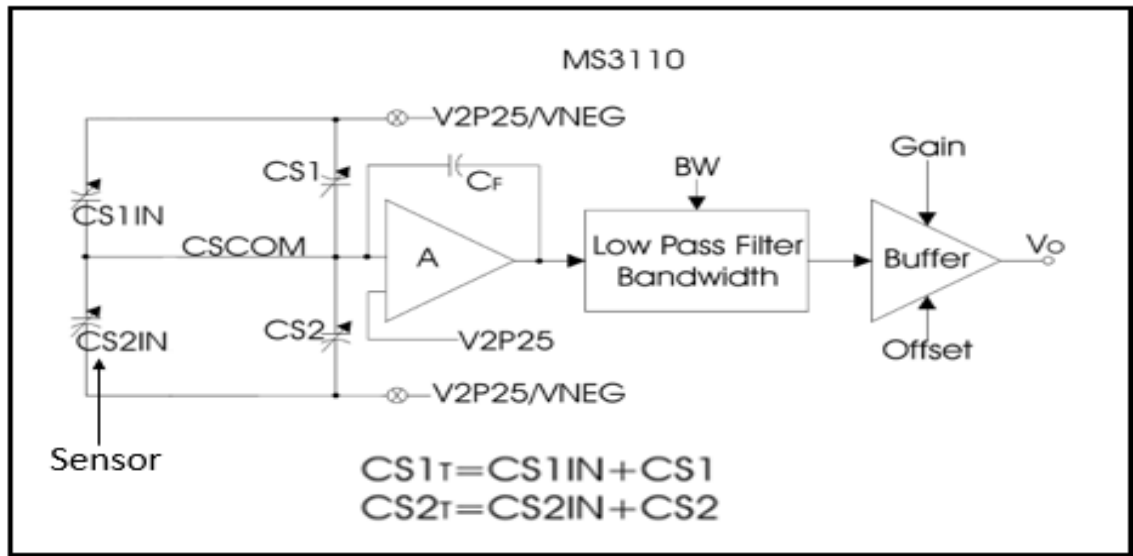 MS3110
V2P25/VNEG
CS1
CF
CS1IN
CSCOM
A
BW
Low Pass Filter
Bandwidth
Gain
Buffer
VO
CS2IN
CS2
V2P25
Offset
V2P25/VNEG
Sensor
CS1T=CS1IN+CS1
CS2T=CS2IN+CS2